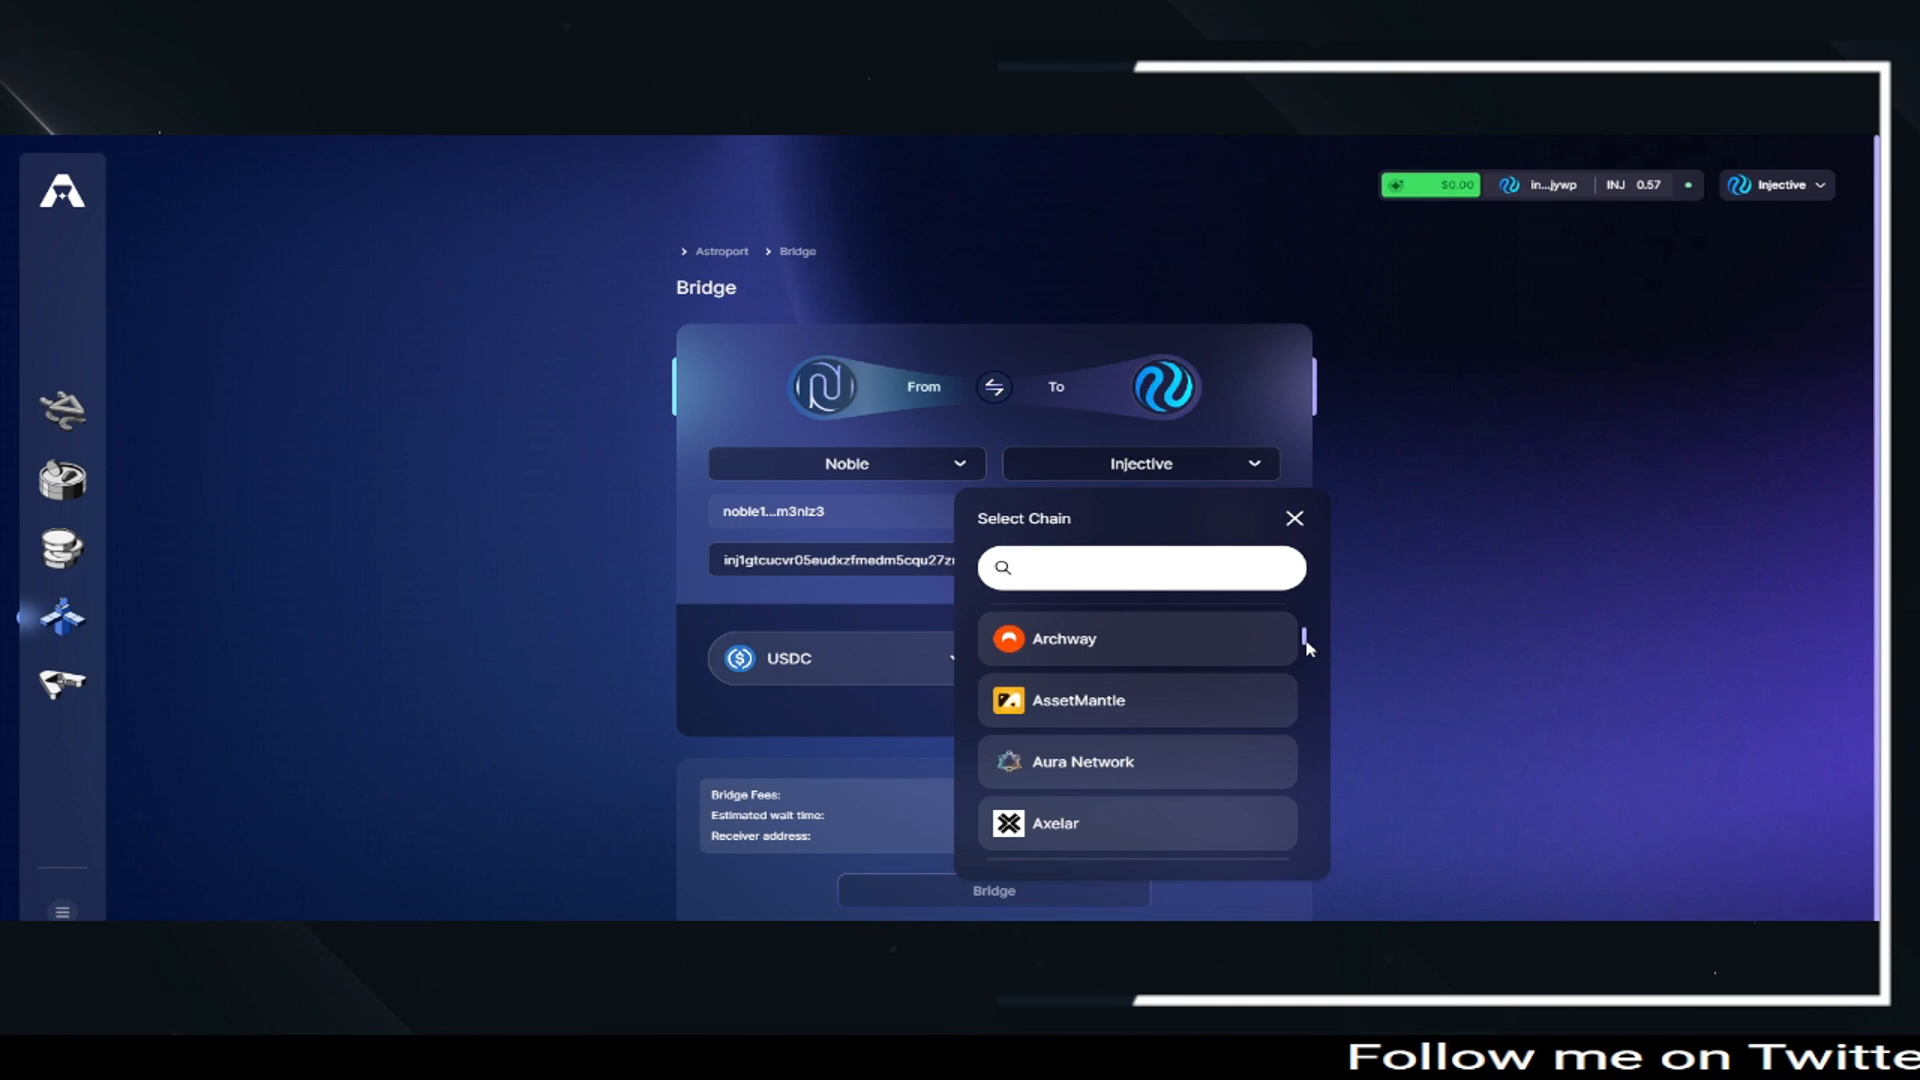 $0.00 in...jywp INJ 0.57 Injective
Astroport Bridge
Bridge
From To
Noble Injective
noble1...m3nlz3
Select Chain
inj1gtcucvr05eudxzfmedm5cqu27z
Archway
USDC
AssetMantle
Aura Network
Bridge Fees:
Estimated wait time:
Receiver address:
Axelar
Bridge
Follow me on Twitte